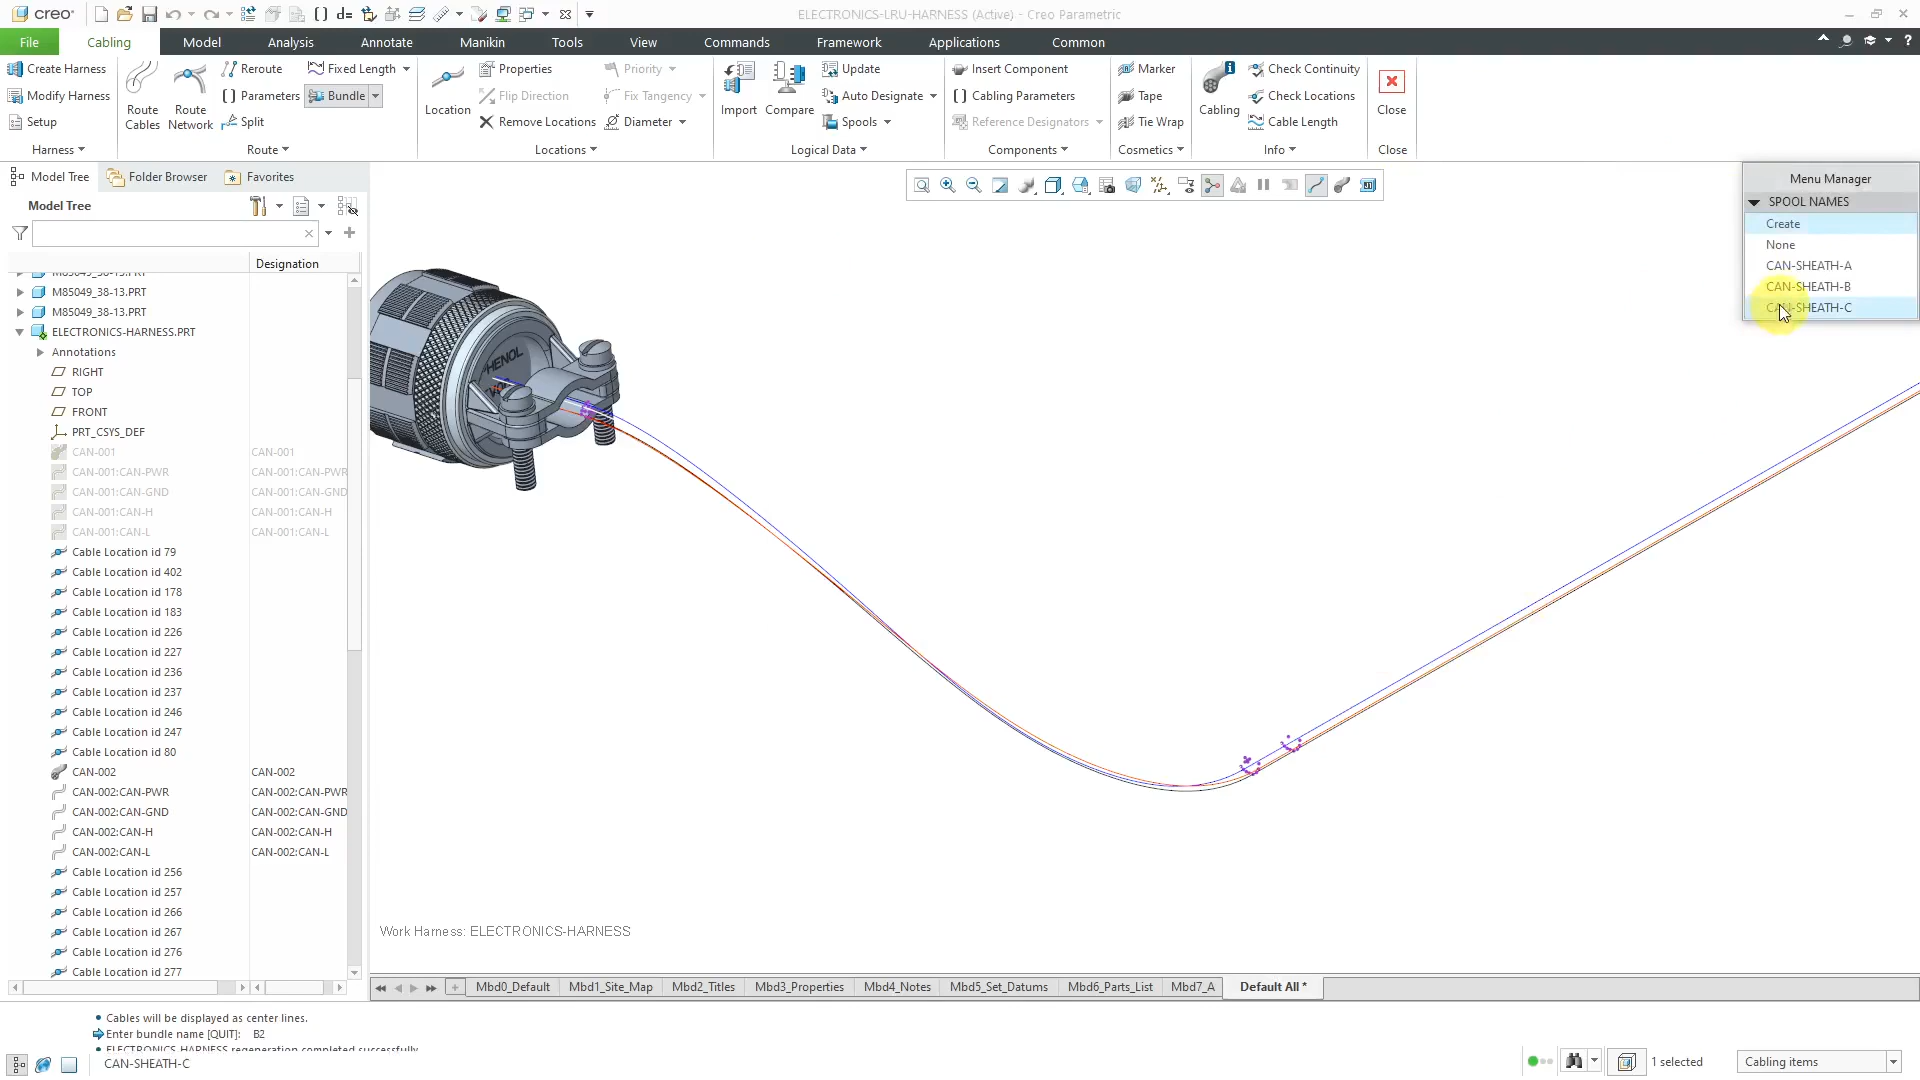 creo°
ELECTRONICS-LRU-HARNESS (Active) - Creo Parametric
File Cabling Model Analysis Annotate Manikin Tools View Commands Framework Applications Common
Create Harness
Modify Harness
Setup
Harness
Route Cables
Route Network
Reroute
Parameters
Split
Fixed Length
Bundle
Route
Location
Properties
Flip Direction
Remove Locations
Priority
Fix Tangency
Diameter
Locations
Import
Compare
Update
Auto Designate
Spools
Logical Data
Insert Component
Cabling Parameters
Reference Designators
Components
Marker
Tape
Tie Wrap
Cosmetics
Cabling
Check Continuity
Check Locations
Cable Length
Info
Close
Close
Model Tree Folder Browser Favorites
Model Tree
Designation
M85049_38-13.PRT
M85049_38-13.PRT
M85049_38-13.PRT
ELECTRONICS-HARNESS.PRT
Annotations
RIGHT
TOP
FRONT
PRT_CSYS_DEF
CAN-001 CAN-001
CAN-001:CAN-PWR CAN-001:CAN-PWR
CAN-001:CAN-GND CAN-001:CAN-GND
CAN-001:CAN-H CAN-001:CAN-H
CAN-001:CAN-L CAN-001:CAN-L
Cable Location id 79
Cable Location id 402
Cable Location id 178
Cable Location id 183
Cable Location id 226
Cable Location id 227
Cable Location id 236
Cable Location id 237
Cable Location id 246
Cable Location id 247
Cable Location id 80
CAN-002 CAN-002
CAN-002:CAN-PWR CAN-002:CAN-PWR
CAN-002:CAN-GND CAN-002:CAN-GND
CAN-002:CAN-H CAN-002:CAN-H
CAN-002:CAN-L CAN-002:CAN-L
Cable Location id 256
Cable Location id 257
Cable Location id 266
Cable Location id 267
Cable Location id 276
Cable Location id 277
PHENOL
Menu Manager
SPOOL NAMES
Create
None
CAN-SHEATH-A
CAN-SHEATH-B
CAN-SHEATH-C
Work Harness: ELECTRONICS-HARNESS
Mbd0_Default Mbd1_Site_Map Mbd2_Titles Mbd3_Properties Mbd4_Notes Mbd5_Set_Datums Mbd6_Parts_List Mbd7_A Default All *
• Cables will be displayed as center lines.
Enter bundle name [QUIT]: B2
• ELECTRONICS-HARNESS regeneration completed successfully.
CAN-SHEATH-C
1 selected
Cabling items